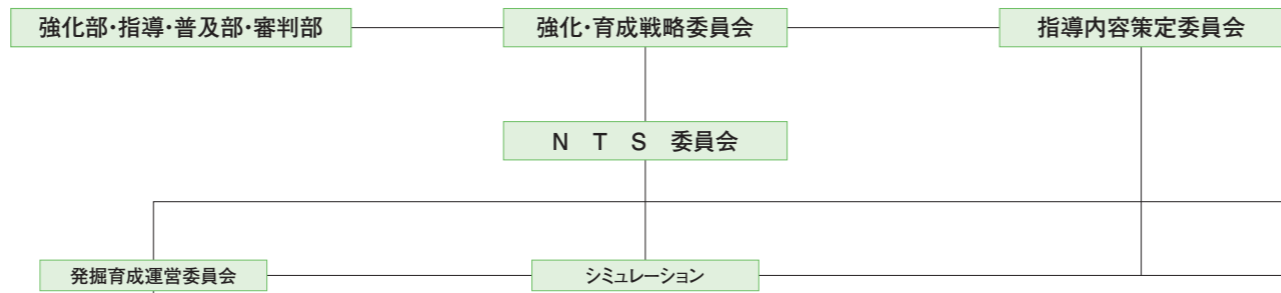 強化部・指導・普及部・審判部
強化・育成戦略委員会
指導内容策定委員会
N T S 委員会
発掘育成運営委員会
シミュレーション